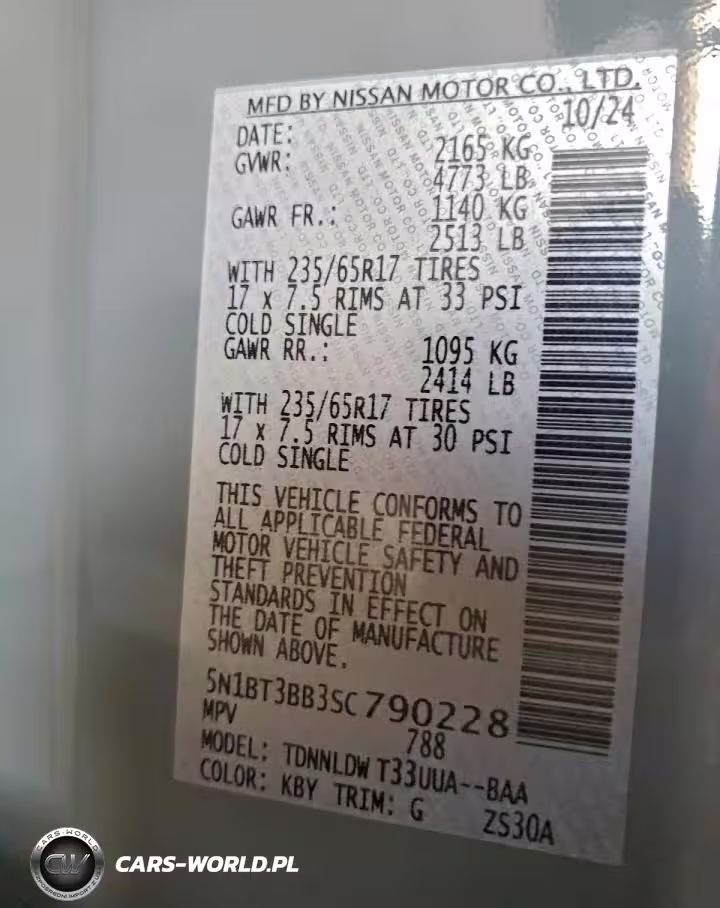 MFD BY NISSAN MOTOR CO., LTD.
DATE: 10/24
GVWR: 2165 KG
4773 LB
GAWR FR.: 1140 KG
2513 LB
WITH 235/65R17 TIRES
17 x 7.5 RIMS AT 33 PSI
COLD SINGLE
GAWR RR.: 1095 KG
2414 LB
WITH 235/65R17 TIRES
17 x 7.5 RIMS AT 30 PSI
COLD SINGLE
THIS VEHICLE CONFORMS TO
ALL APPLICABLE FEDERAL
MOTOR VEHICLE SAFETY AND
THEFT PREVENTION
STANDARDS IN EFFECT ON
THE DATE OF MANUFACTURE
SHOWN ABOVE.
5N1BT3BB3SC790228
MPV 788
MODEL: TDNNLDW T33UUA--BAA
COLOR: KBY TRIM: G ZS30A
CARS-WORLD
CW
CARS-WORLD.PL